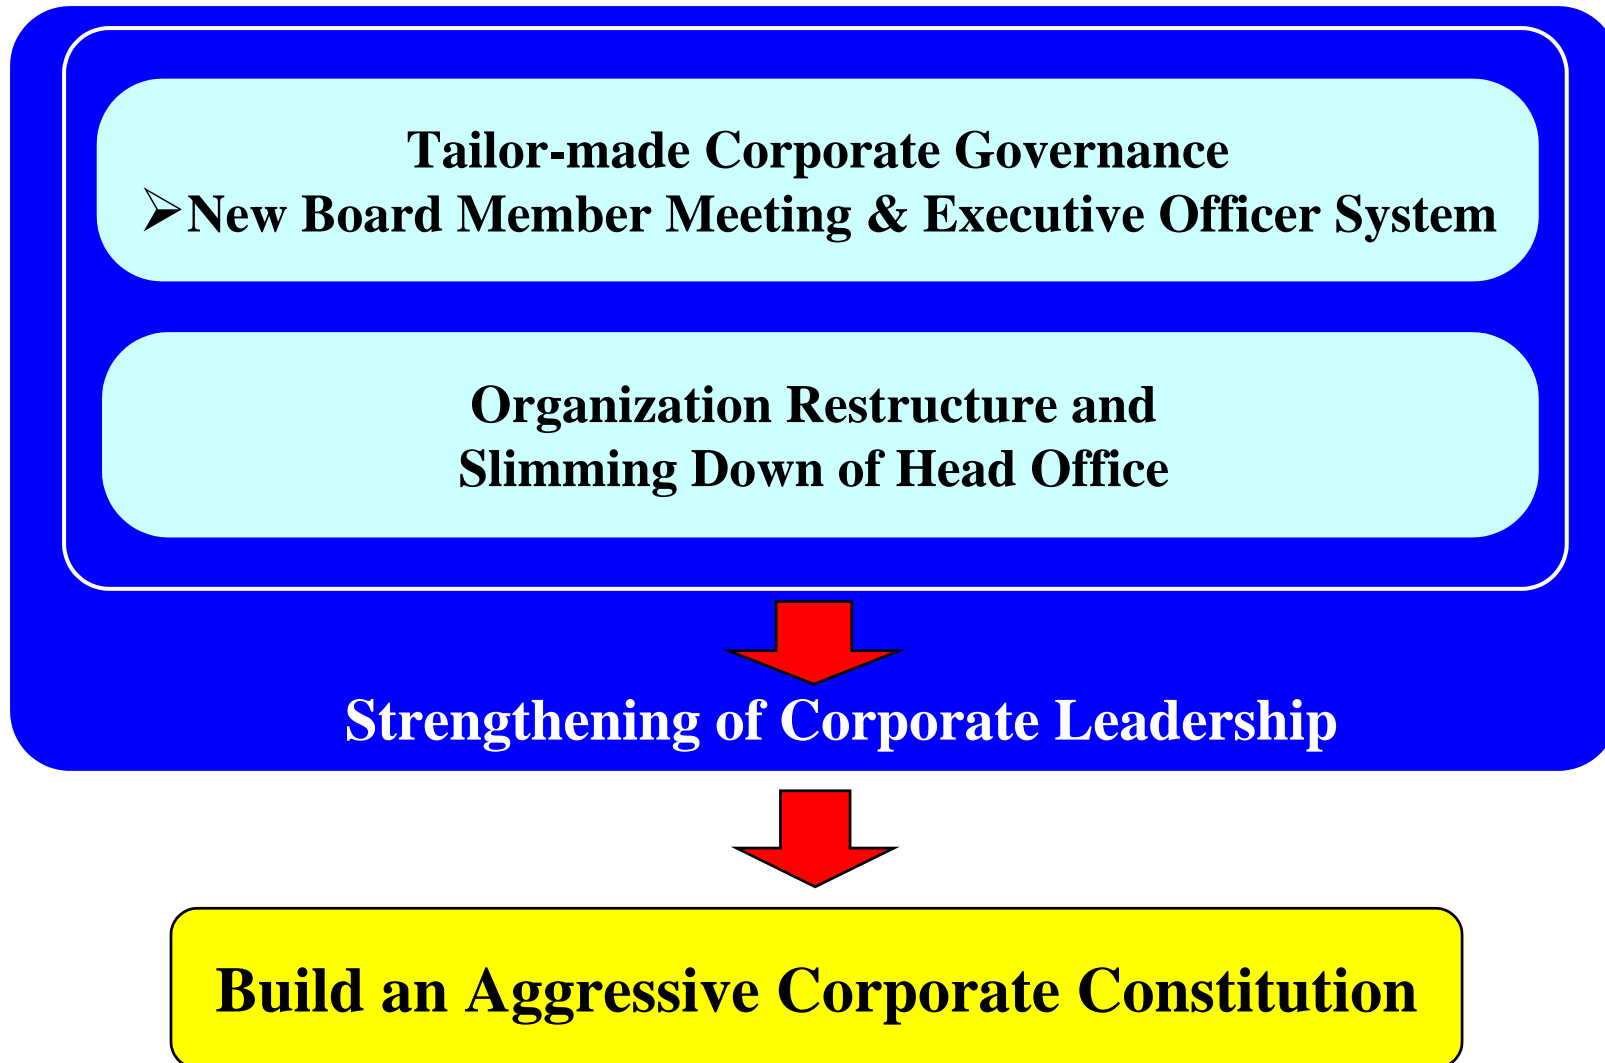 Tailor-made Corporate Governance
➢New Board Member Meeting & Executive Officer System
Organization Restructure and
Slimming Down of Head Office
Strengthening of Corporate Leadership
Build an Aggressive Corporate Constitution